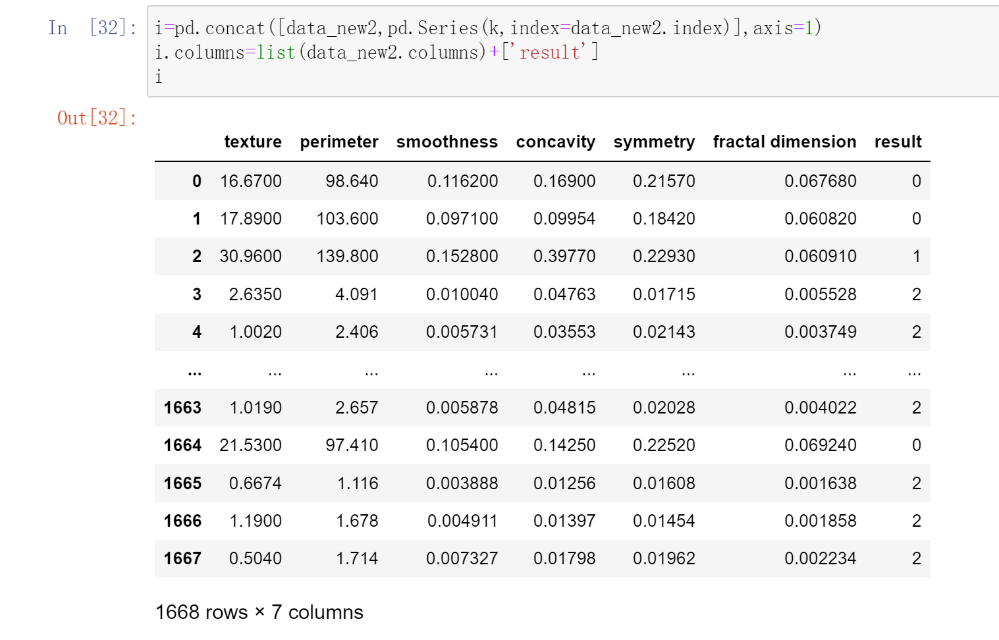 In [32]: i=pd.concat([data_new2,pd.Series(k,index=data_new2.index)],axis=1)
i.columns=list(data_new2.columns)+['result']
i
Out[32]:
texture perimeter smoothness concavity symmetry fractal dimension result
0 16.6700 98.640 0.116200 0.16900 0.21570 0.067680 0
1 17.8900 103.600 0.097100 0.09954 0.18420 0.060820 0
2 30.9600 139.800 0.152800 0.39770 0.22930 0.060910 1
3 2.6350 4.091 0.010040 0.04763 0.01715 0.005528 2
4 1.0020 2.406 0.005731 0.03553 0.02143 0.003749 2
... ... ... ... ... ... ... ...
1663 1.0190 2.657 0.005878 0.04815 0.02028 0.004022 2
1664 21.5300 97.410 0.105400 0.14250 0.22520 0.069240 0
1665 0.6674 1.116 0.003888 0.01256 0.01608 0.001638 2
1666 1.1900 1.678 0.004911 0.01397 0.01454 0.001858 2
1667 0.5040 1.714 0.007327 0.01798 0.01962 0.002234 2
1668 rows × 7 columns